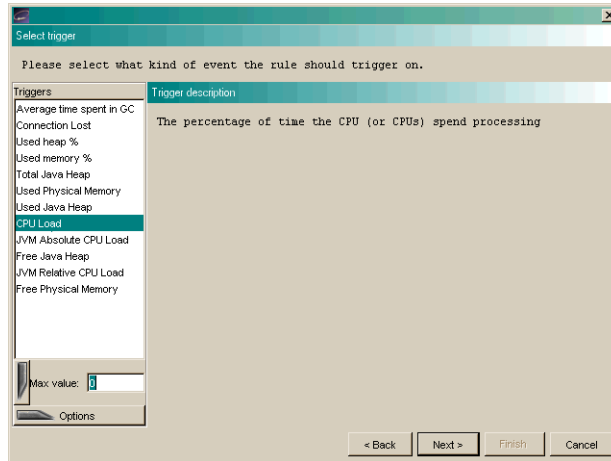 Select trigger
Please select what kind of event the rule should trigger on.
Triggers
Average time spent in GC
Connection Lost
Used heap %
Used memory %
Total Java Heap
Used Physical Memory
Used Java Heap
CPU Load
JVM Absolute CPU Load
Free Java Heap
JVM Relative CPU Load
Free Physical Memory
Max value: 0
Options
Trigger description
The percentage of time the CPU (or CPUs) spend processing
< Back Next > Finish Cancel